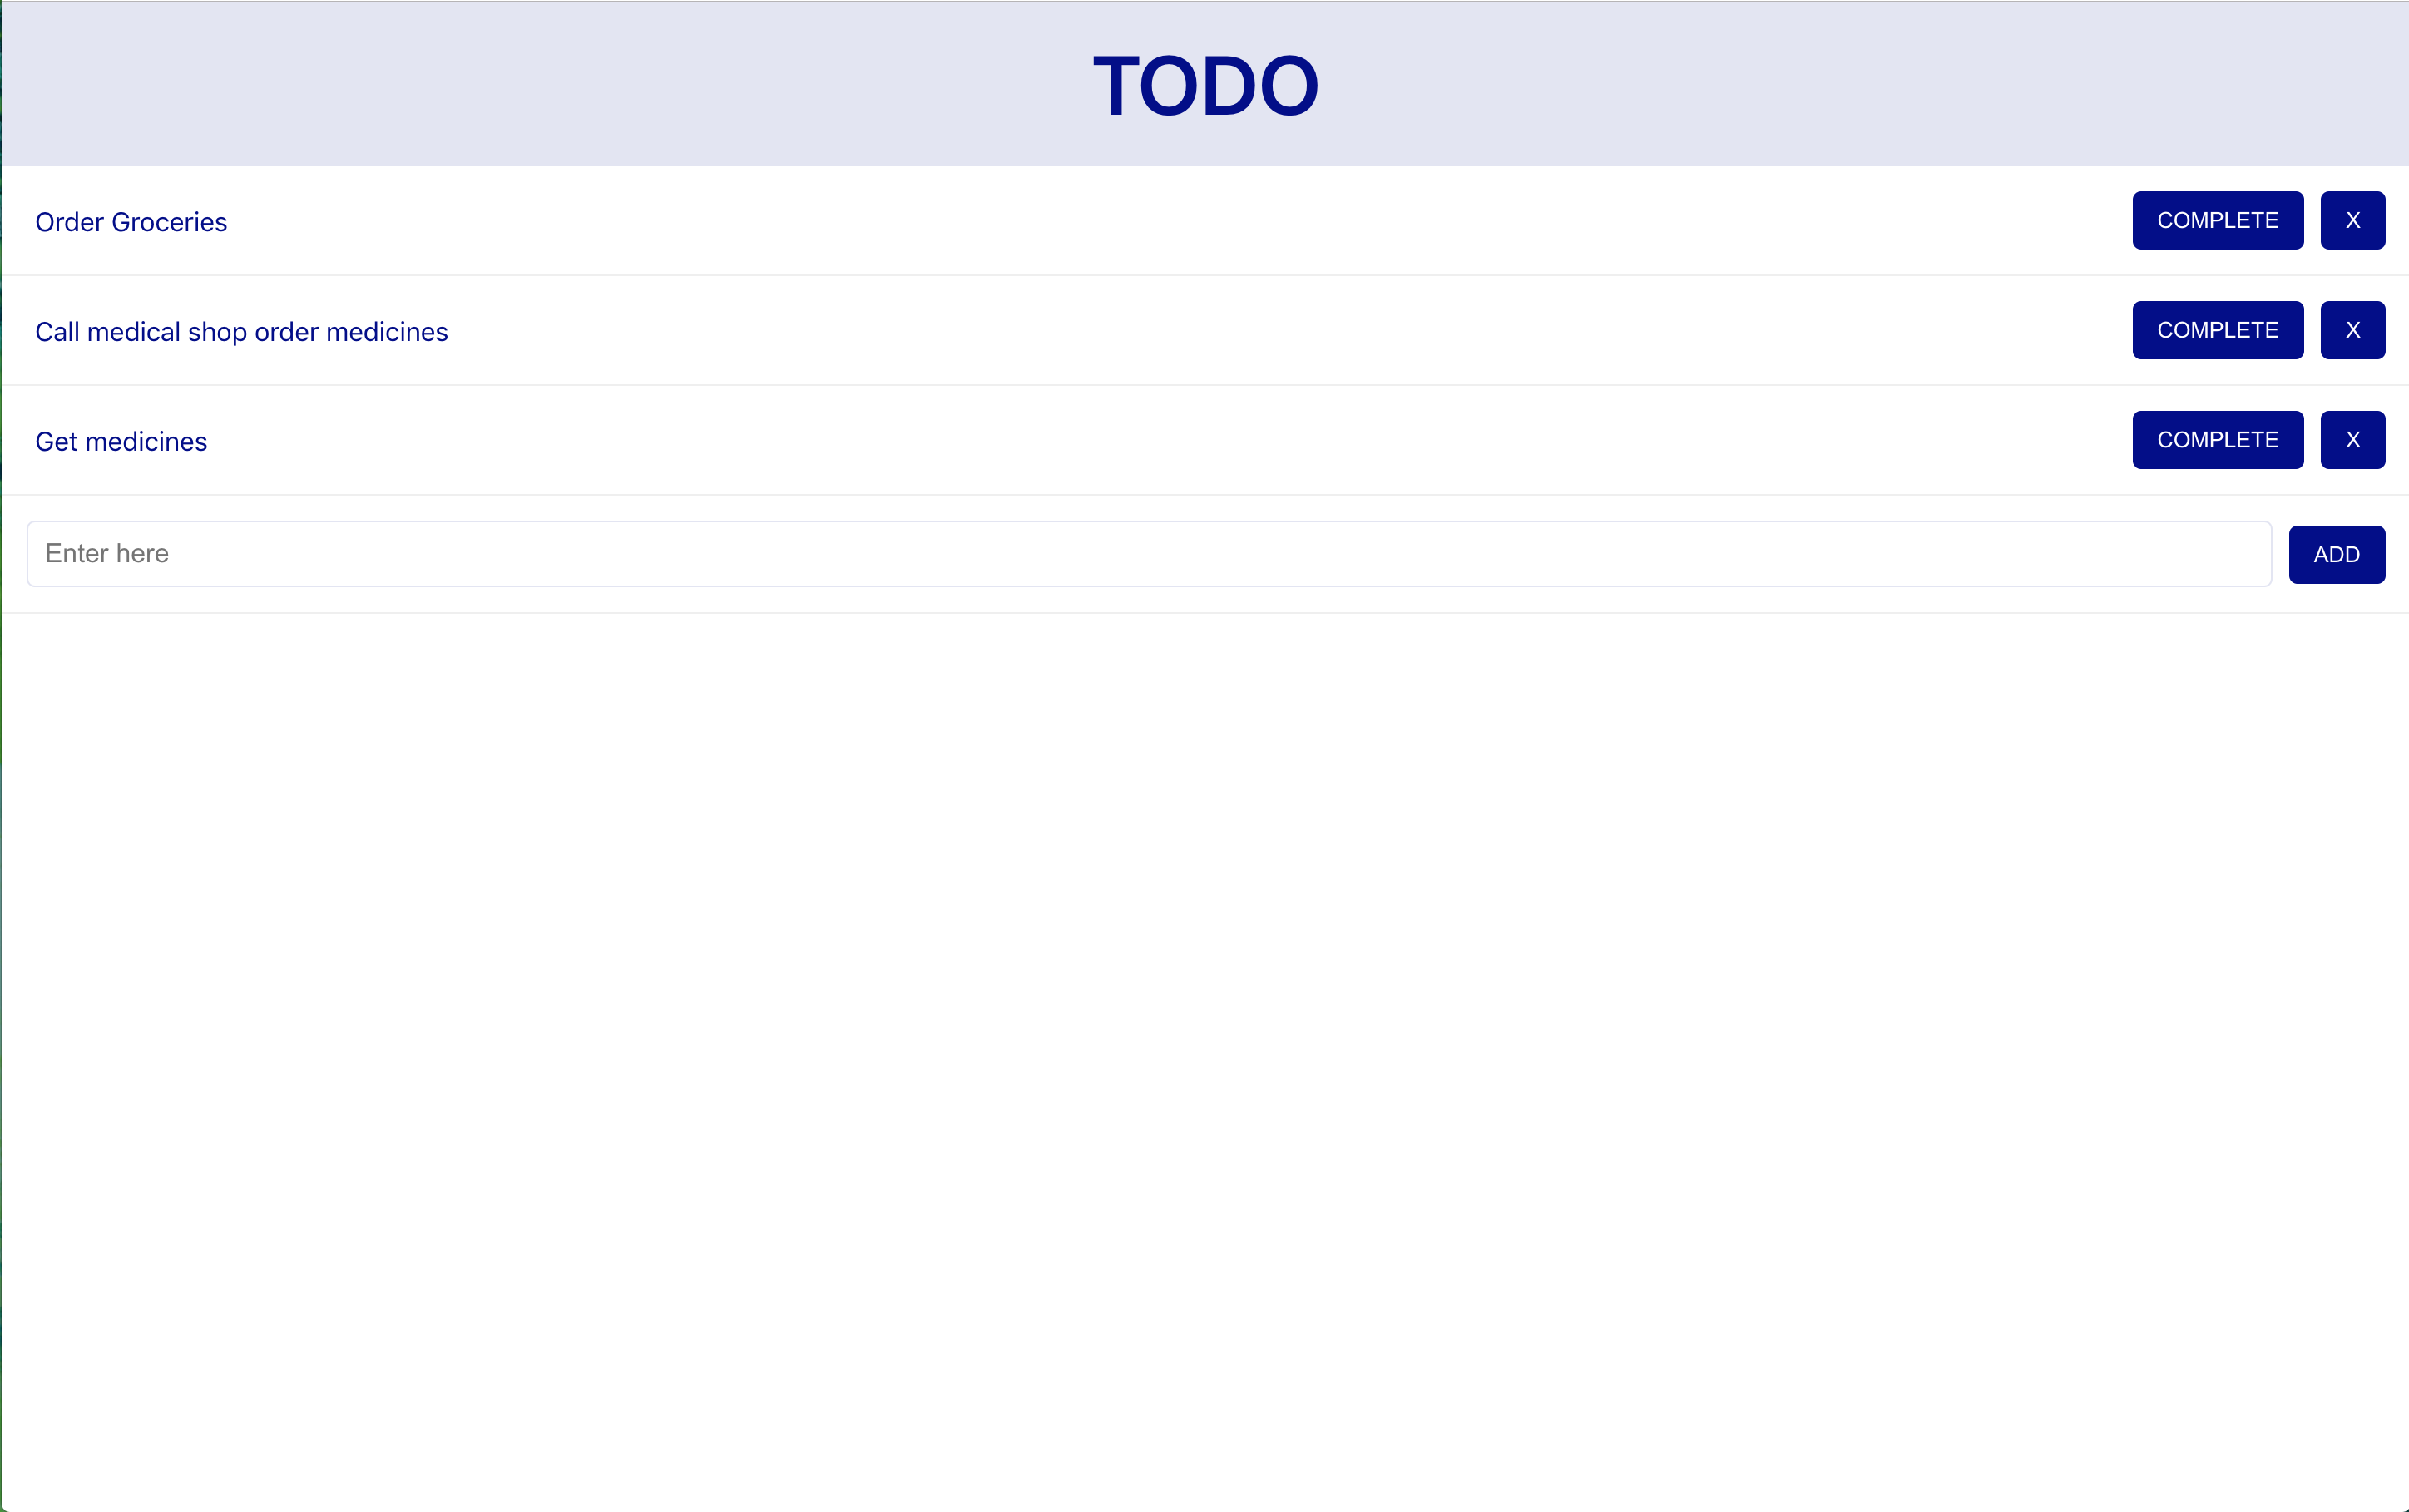 TODO
Order Groceries COMPLETE X
Call medical shop order medicines COMPLETE X
Get medicines COMPLETE X
Enter here ADD